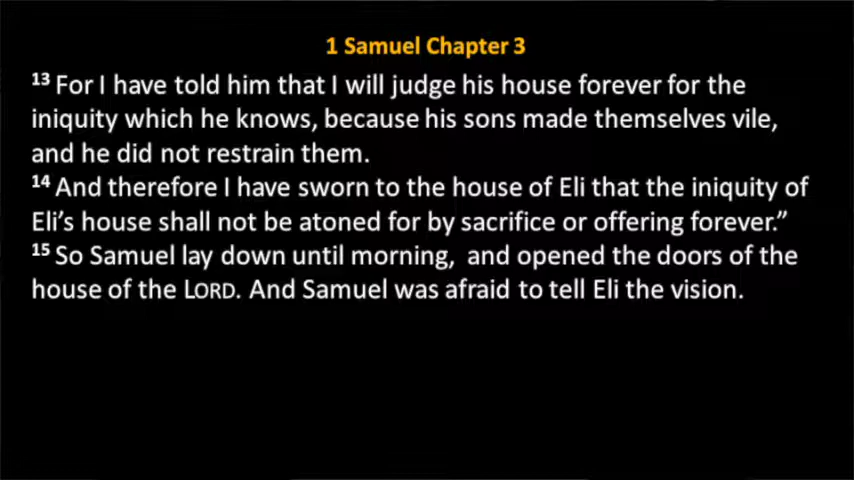 1 Samuel Chapter 3
13 For I have told him that I will judge his house forever for the
iniquity which he knows, because his sons made themselves vile,
and he did not restrain them.
14 And therefore I have sworn to the house of Eli that the iniquity of
Eli’s house shall not be atoned for by sacrifice or offering forever.”
15 So Samuel lay down until morning,  and opened the doors of the
house of the LORD. And Samuel was afraid to tell Eli the vision.